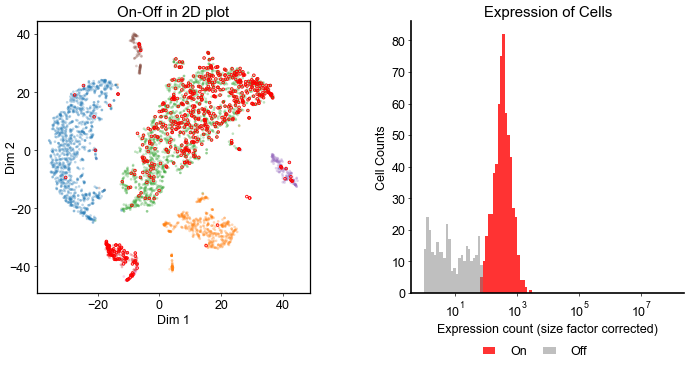 On-Off in 2D plot
Dim 2
40
20
0
−20
−40
−20
0
20
40
Dim 1
Expression of Cells
Cell Counts
80
70
60
50
40
30
20
10
0
10^1
10^3
10^5
10^7
Expression count (size factor corrected)
On
Off